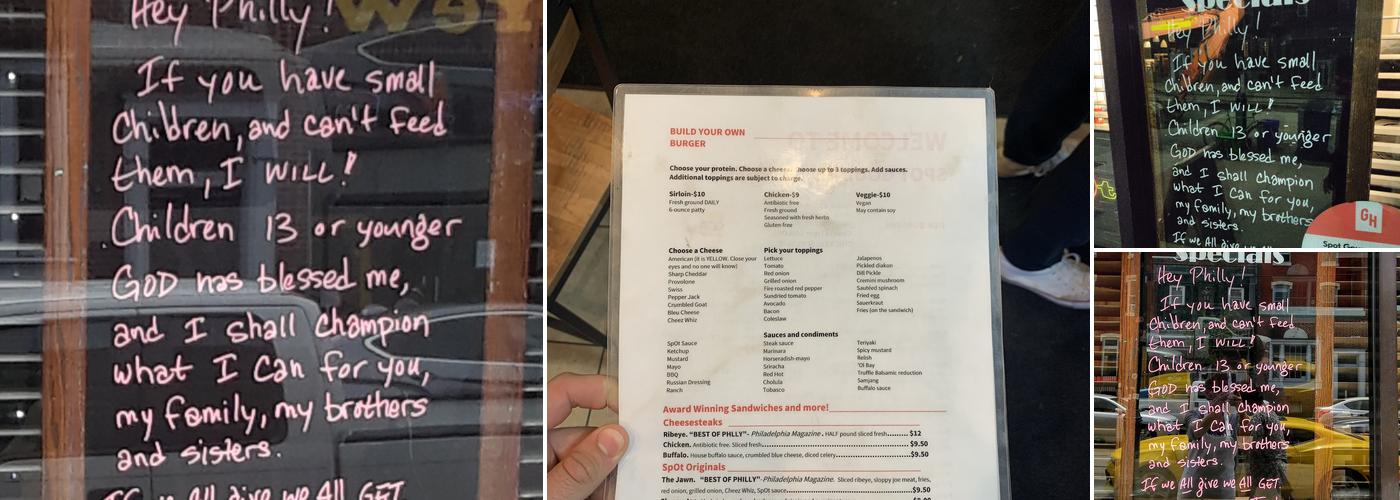 Hey Philly!
If you have small
Children, and can't feed
them, I WILL!
Children 13 or younger
GOD has blessed me,
and I shall champion
what I Can for you,
my family, my brothers
and sisters.
If we All give we All GET
BUILD YOUR OWN
BURGER
Choose your protein. Choose a cheese. Choose up to 3 toppings. Add sauces.
Additional toppings are subject to charge.
Sirloin-$10
Fresh ground DAILY
6-ounce patty
Chicken-$9
Antibiotic free
Fresh ground
Seasoned with fresh herbs
Gluten free
Veggie-$10
Vegan
May contain soy
Choose a Cheese
American (it is YELLOW. Close your
eyes and no one will know)
Sharp Cheddar
Provolone
Swiss
Pepper Jack
Crumbled Goat
Bleu Cheese
Cheez Whiz
Pick your toppings
Lettuce
Tomato
Red onion
Grilled onion
Fire roasted red pepper
Sundried tomato
Avocado
Bacon
Coleslaw
Jalapenos
Pickled diakon
Dill Pickle
Cremini mushroom
Sautéed spinach
Fried egg
Sauerkraut
Fries (on the sandwich)
Sauces and condiments
SpOt Sauce
Ketchup
Mustard
Mayo
BBQ
Russian Dressing
Ranch
Steak sauce
Marinara
Horseradish-mayo
Sriracha
Red Hot
Cholula
Tobasco
Teriyaki
Spicy mustard
Relish
'Ol Bay
Truffle Balsamic reduction
Samjang
Buffalo sauce
Award Winning Sandwiches and more!
Cheesesteaks
Ribeye. "BEST OF PHLLY"- Philadelphia Magazine. HALF pound sliced fresh........ $12
Chicken. Antibiotic free. Sliced fresh........ $9.50
Buffalo. House buffalo sauce, crumbled blue cheese, diced celery........ $9.50
SpOt Originals
The Jawn. "BEST OF PHILLY"- Philadelphia Magazine. Sliced ribeye, sloppy joe meat, fries,
red onion, grilled onion, Cheez Whiz, SpOt sauce........ $9.50
Specials
Hey Philly!
If you have small
Children, and can't feed
them, I WILL!
Children 13 or younger
GOD has blessed me,
and I shall champion
what I Can for you,
my family, my brothers
and sisters.
If we All give
GH
Specials
Hey Philly!
If you have small
Children, and can't feed
them, I WILL!
Children 13 or younger
GOD has blessed me,
and I shall champion
what I Can for you,
my family, my brothers
and sisters.
If we All give we All GET